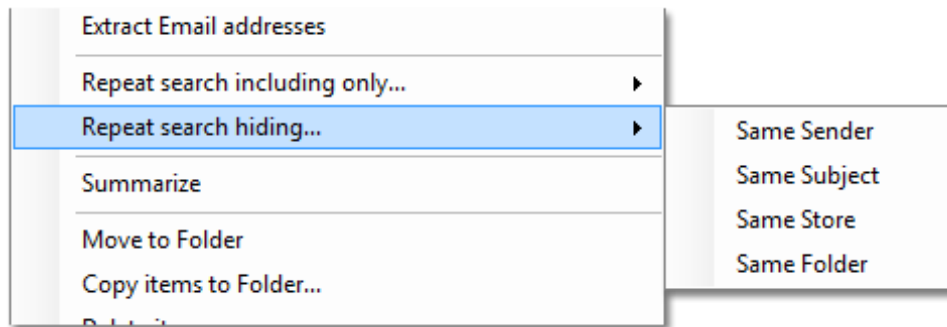 Extract Email addresses
Repeat search including only...
Repeat search hiding...
Summarize
Move to Folder
Copy items to Folder...
Same Sender
Same Subject
Same Store
Same Folder